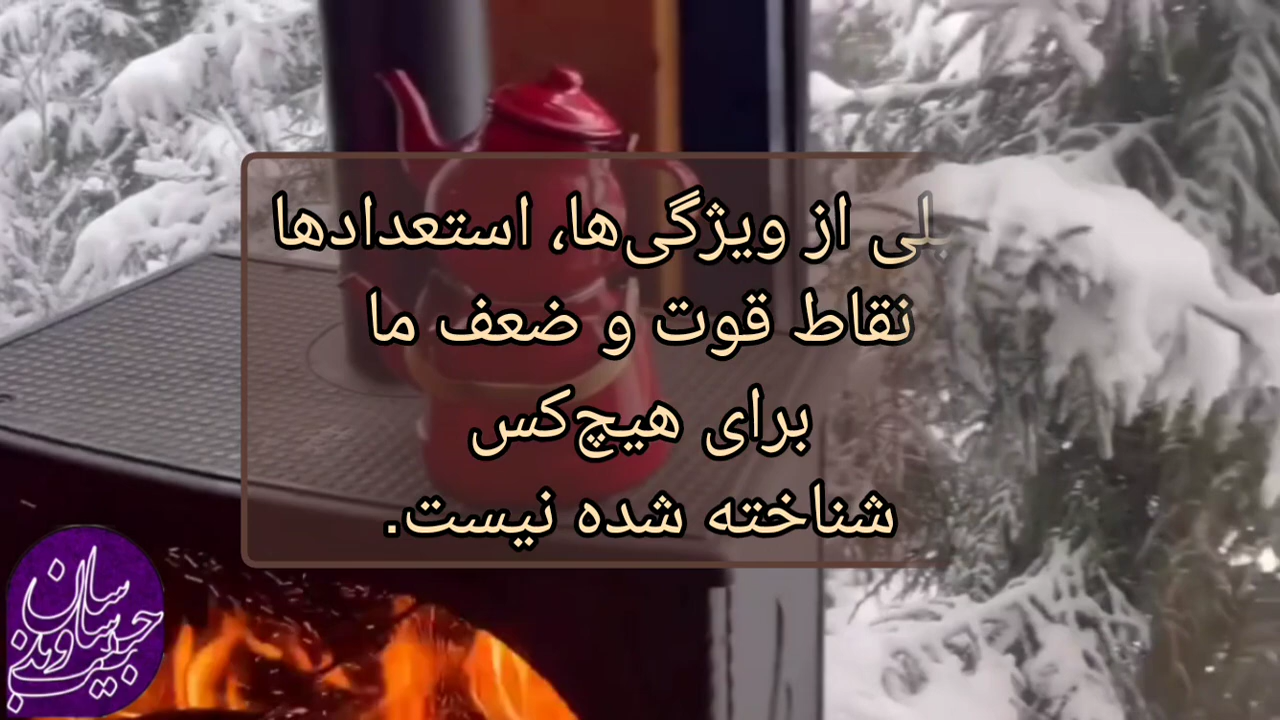 از ویژگی‌ها، استعدادها
نقاط قوت و ضعف ما
برای هیچ‌کس
شناخته شده نیست.